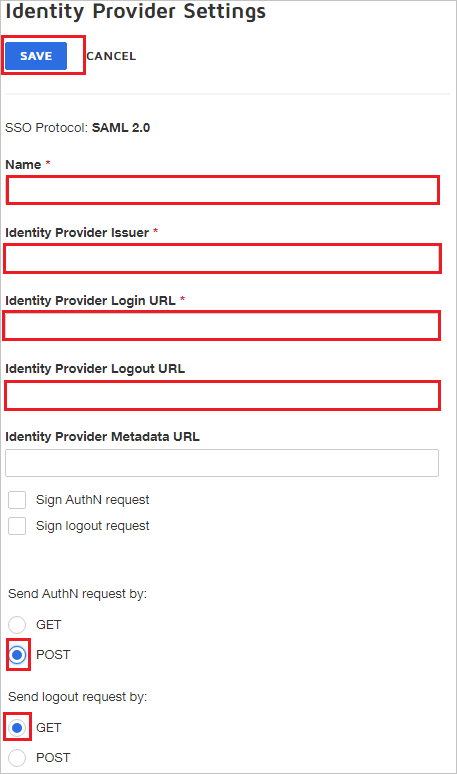 Identity Provider Settings
SAVE CANCEL
SSO Protocol: SAML 2.0
Name *
Identity Provider Issuer *
Identity Provider Login URL *
Identity Provider Logout URL
Identity Provider Metadata URL
Sign AuthN request
Sign logout request
Send AuthN request by:
GET
POST
Send logout request by:
GET
POST